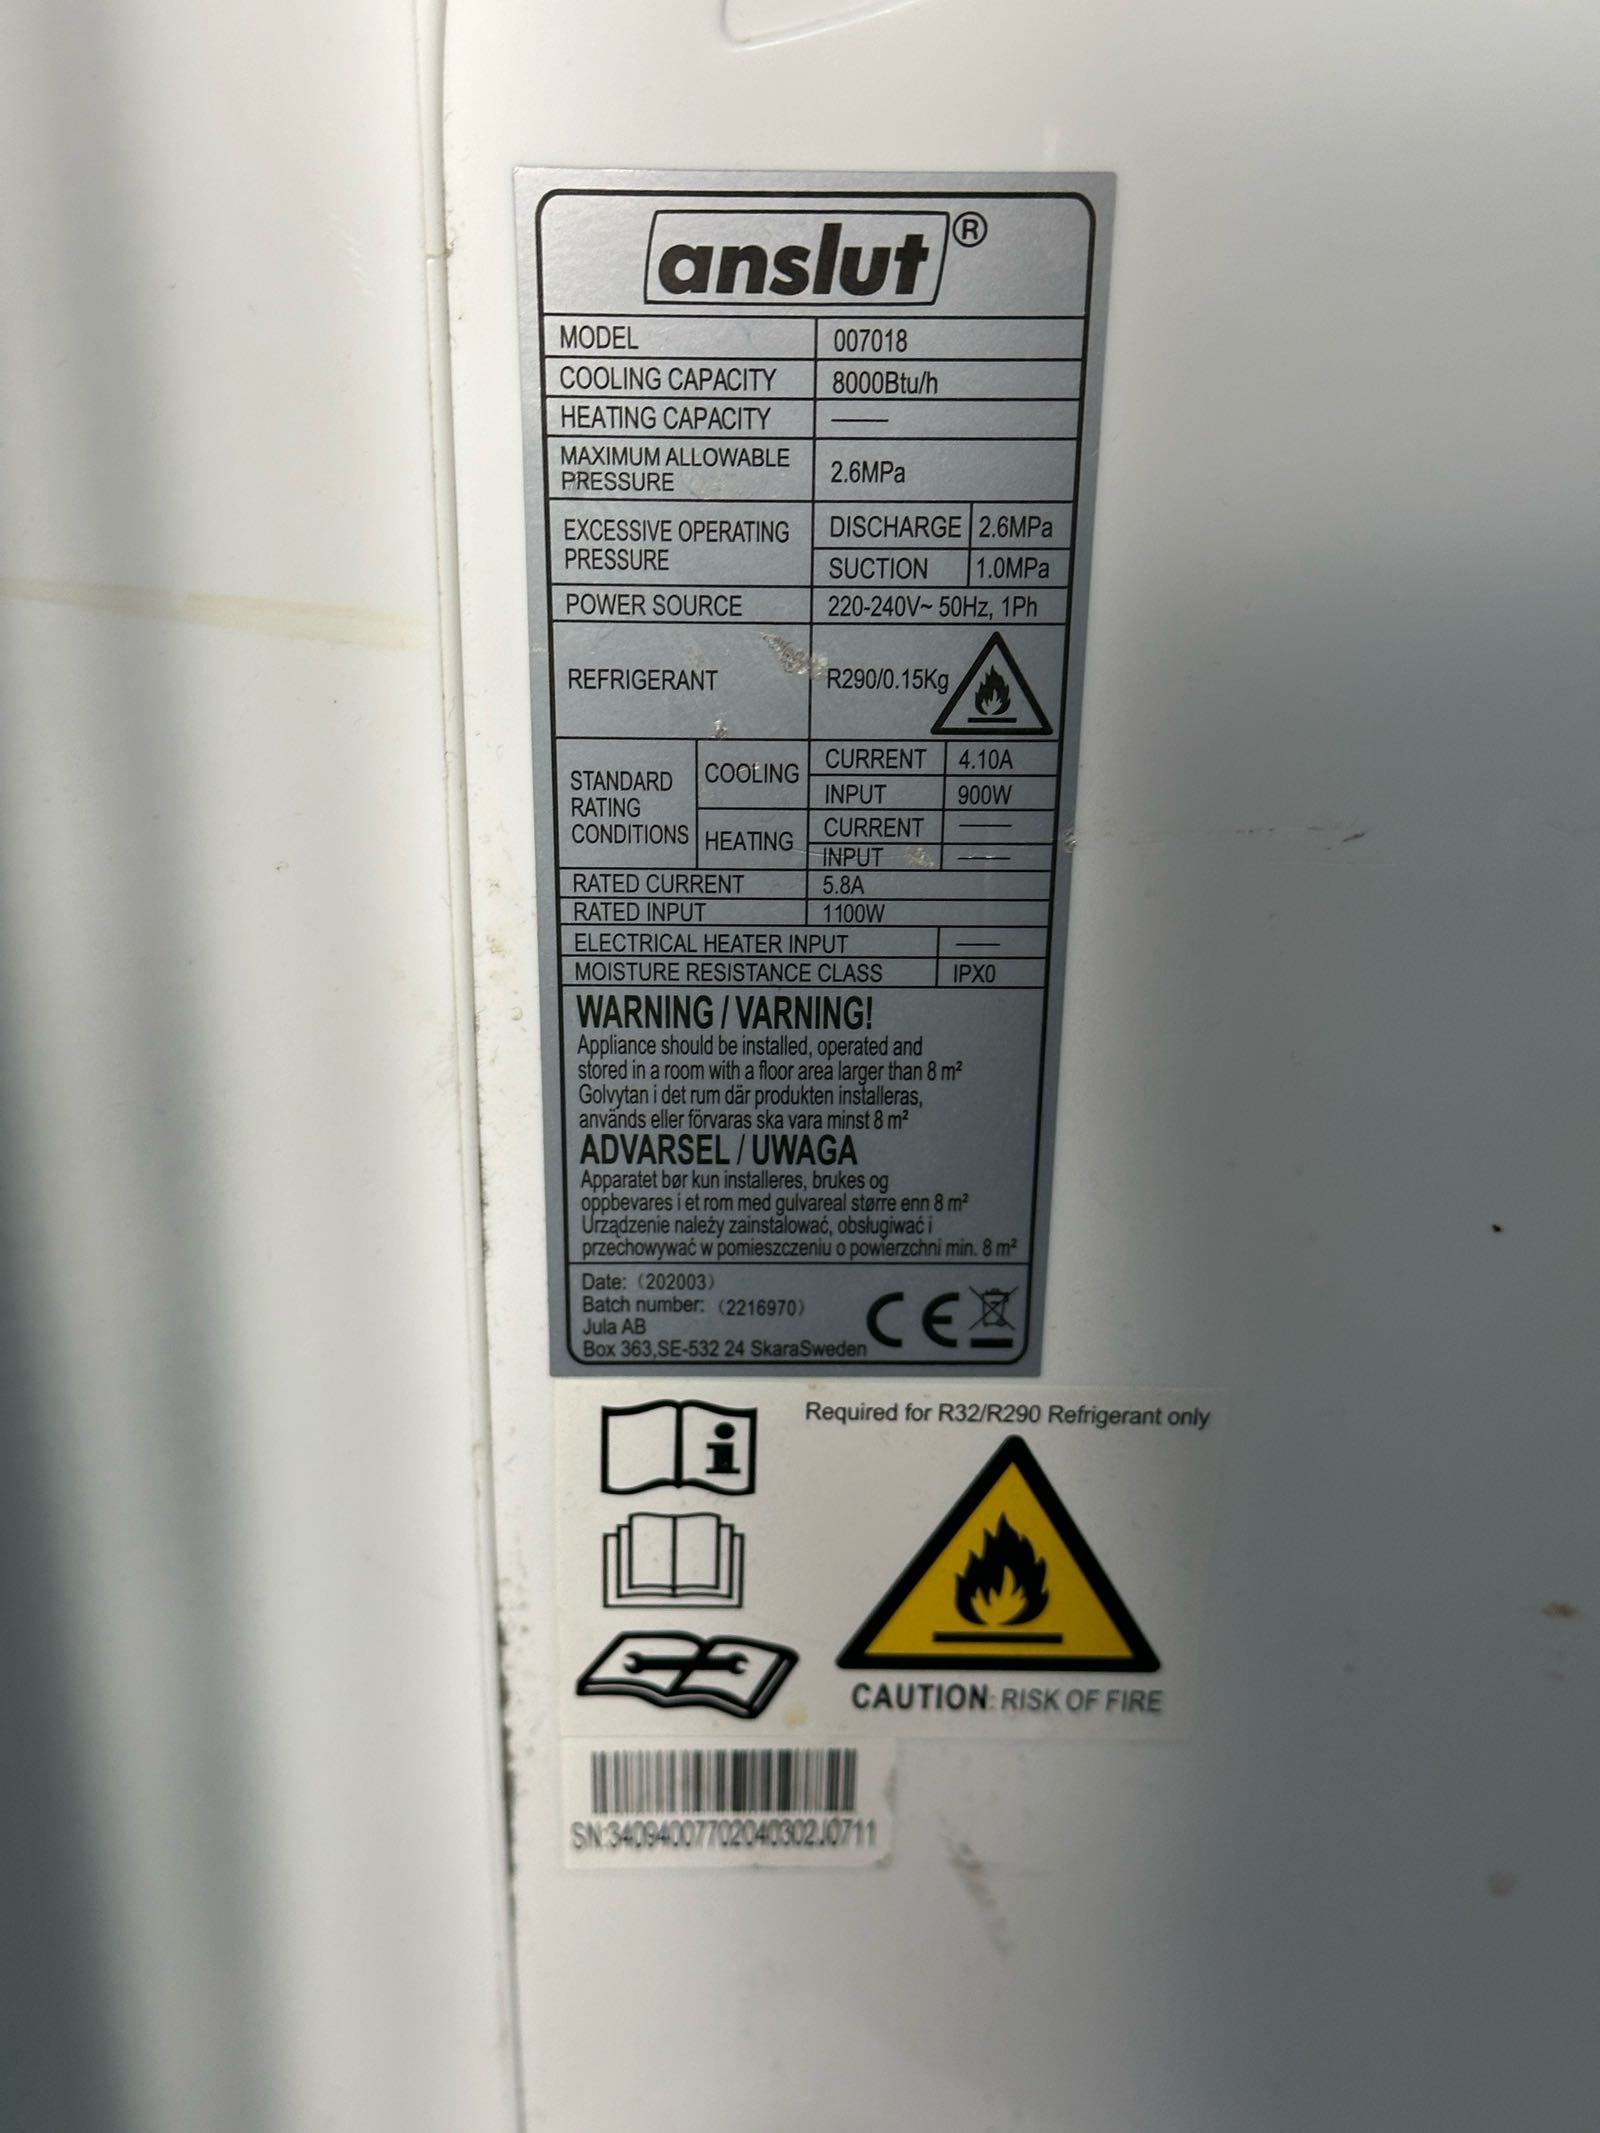 anslut®
MODEL 007018
COOLING CAPACITY 8000Btu/h
HEATING CAPACITY ——
MAXIMUM ALLOWABLE
PRESSURE 2.6MPa
EXCESSIVE OPERATING
PRESSURE
DISCHARGE 2.6MPa
SUCTION 1.0MPa
POWER SOURCE 220-240V~ 50Hz, 1Ph
REFRIGERANT R290/0.15Kg
STANDARD
RATING
CONDITIONS
COOLING
CURRENT 4.10A
INPUT 900W
HEATING
CURRENT ——
INPUT ——
RATED CURRENT 5.8A
RATED INPUT 1100W
ELECTRICAL HEATER INPUT ——
MOISTURE RESISTANCE CLASS IPX0
WARNING / VARNING!
Appliance should be installed, operated and
stored in a room with a floor area larger than 8 m²
Golvytan i det rum där produkten installeras,
används eller förvaras ska vara minst 8 m²
ADVARSEL / UWAGA
Apparatet bør kun installeres, brukes og
oppbevares i et rom med gulvareal større enn 8 m²
Urządzenie należy zainstalować, obsługiwać i
przechowywać w pomieszczeniu o powierzchni min. 8 m²
Date: (202003)
Batch number: (2216970)
Jula AB
Box 363,SE-532 24 SkaraSweden
CE
Required for R32/R290 Refrigerant only
CAUTION: RISK OF FIRE
SN:34094007702040302J0711